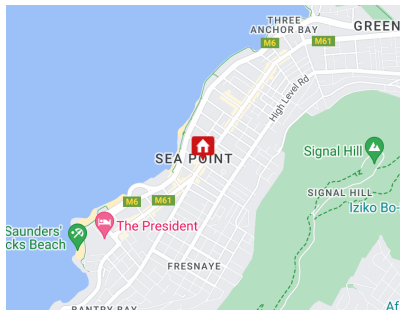 THREE
ANCHOR BAY
GREEN
M6
M61
High Level Rd
SEA POINT
Signal Hill
SIGNAL HILL
Iziko Bo-
M6
M61
The President
Saunders'
cks Beach
FRESNAYE
BANTRY BAY
Af